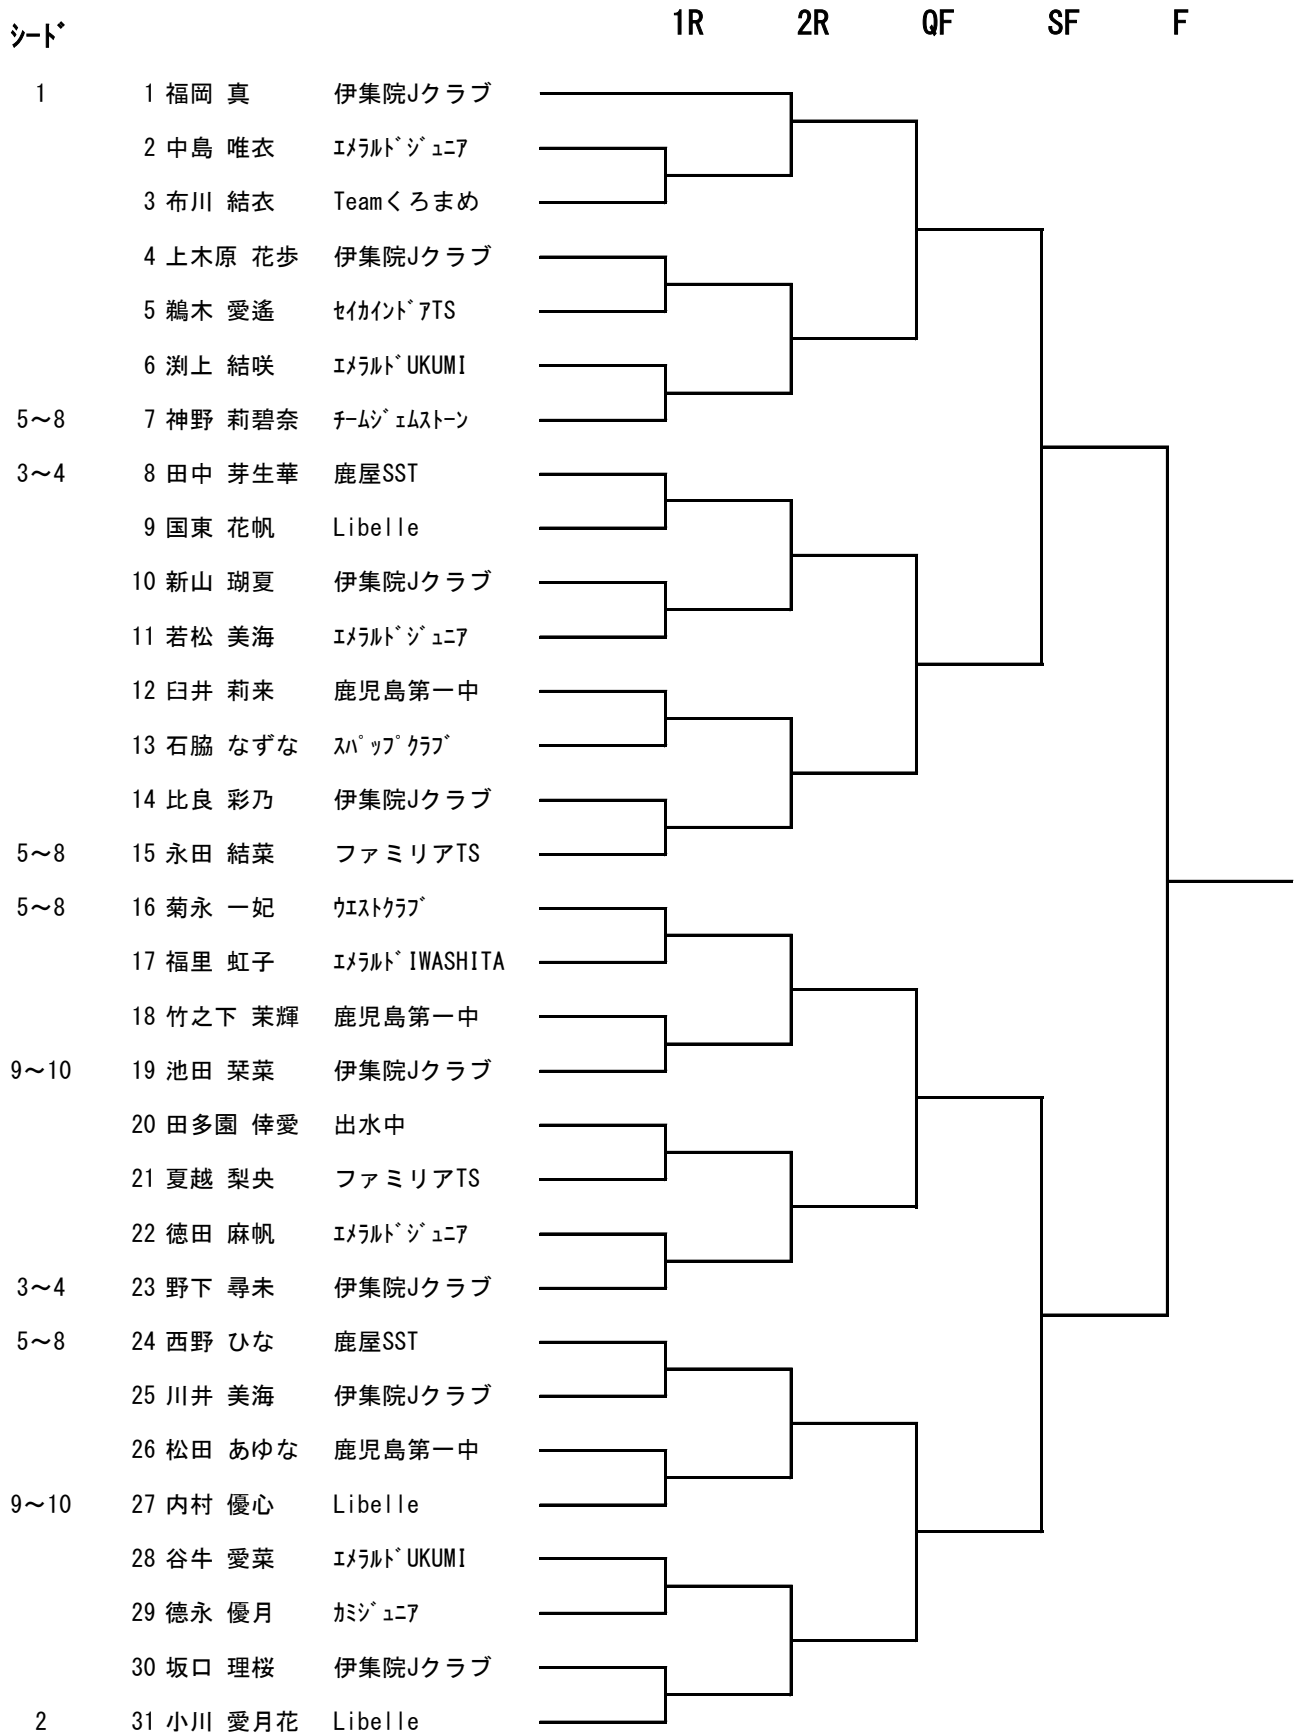 1R 2R QF SF F
ｼｰﾄﾞ
1 1 福岡 真 伊集院Jクラブ
2 中島 唯衣 ｴﾒﾗﾙﾄﾞｼﾞｭﾆｱ
3 布川 結衣 Teamくろまめ
4 上木原 花歩 伊集院Jクラブ
5 鵜木 愛遙 ｾｲｶｲﾝﾄﾞｱTS
6 渕上 結咲 ｴﾒﾗﾙﾄﾞUKUMI
5～8 7 神野 莉碧奈 ﾁｰﾑｼﾞｪﾑｽﾄｰﾝ
3～4 8 田中 芽生華 鹿屋SST
9 国東 花帆 Libelle
10 新山 瑚夏 伊集院Jクラブ
11 若松 美海 ｴﾒﾗﾙﾄﾞｼﾞｭﾆｱ
12 臼井 莉来 鹿児島第一中
13 石脇 なずな ｽﾊﾟｯﾌﾟｸﾗﾌﾞ
14 比良 彩乃 伊集院Jクラブ
5～8 15 永田 結菜 ファミリアTS
5～8 16 菊永 一妃 ｳｴｽﾄｸﾗﾌﾞ
17 福里 虹子 ｴﾒﾗﾙﾄﾞIWASHITA
18 竹之下 茉輝 鹿児島第一中
9～10 19 池田 栞菜 伊集院Jクラブ
20 田多園 倖愛 出水中
21 夏越 梨央 ファミリアTS
22 徳田 麻帆 ｴﾒﾗﾙﾄﾞｼﾞｭﾆｱ
3～4 23 野下 尋未 伊集院Jクラブ
5～8 24 西野 ひな 鹿屋SST
25 川井 美海 伊集院Jクラブ
26 松田 あゆな 鹿児島第一中
9～10 27 内村 優心 Libelle
28 谷牛 愛菜 ｴﾒﾗﾙﾄﾞUKUMI
29 德永 優月 ｶﾐｼﾞｭﾆｱ
30 坂口 理桜 伊集院Jクラブ
2 31 小川 愛月花 Libelle